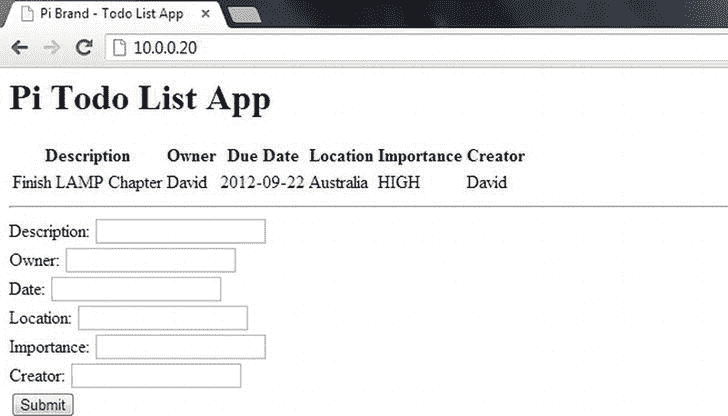 Pi Brand - Todo List App ×
10.0.0.20
Pi Todo List App
Description Owner Due Date Location Importance Creator
Finish LAMP Chapter David 2012-09-22 Australia HIGH David
Description:
Owner:
Date:
Location:
Importance:
Creator:
Submit